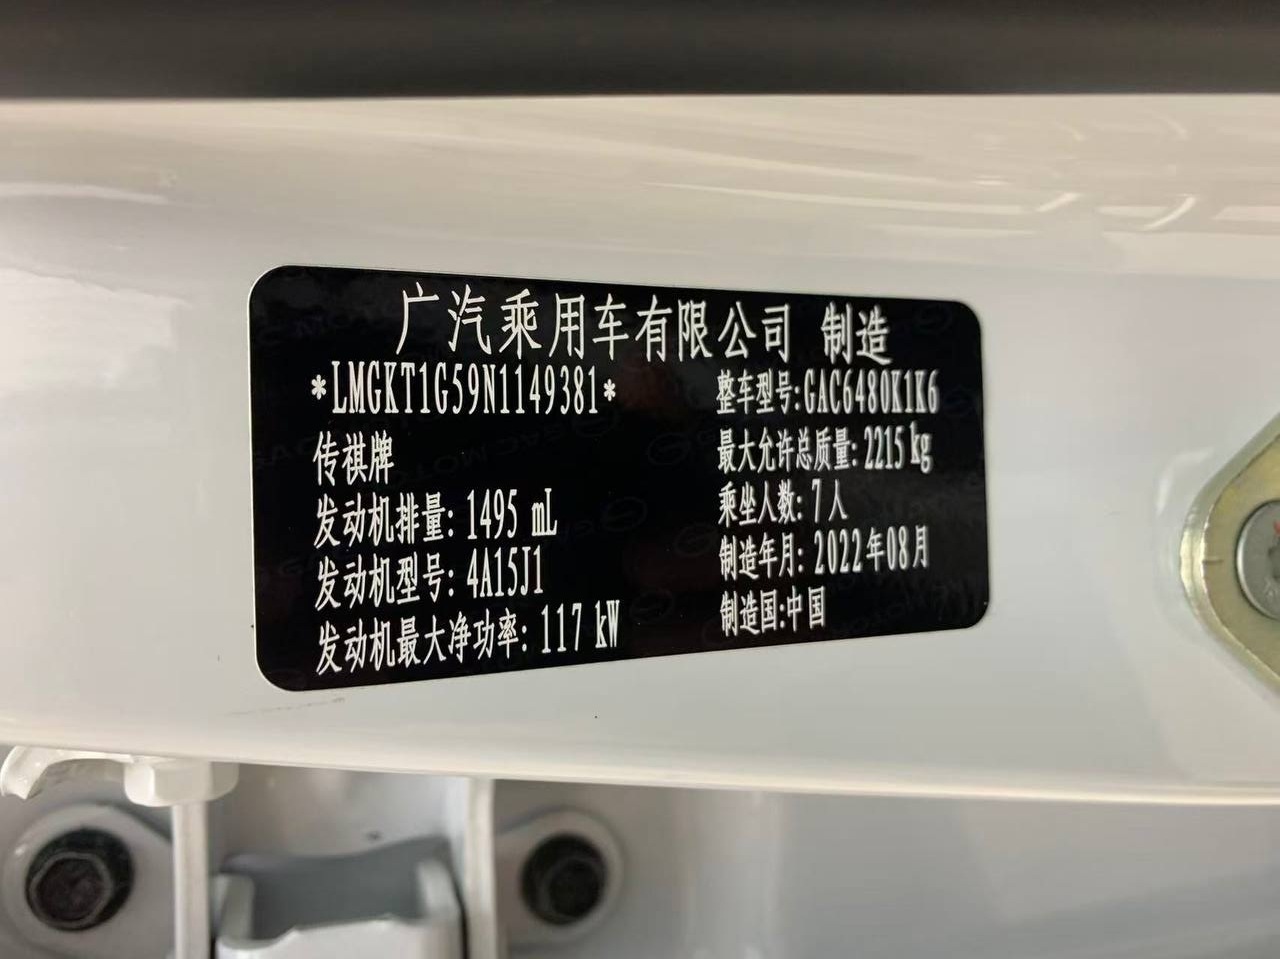 广汽乘用车有限公司 制造
*LMGKT1G59N1149381*
传祺牌
发动机排量: 1495 mL
发动机型号: 4A15J1
发动机最大净功率: 117 kW
整车型号:GAC6480K1K6
最大允许总质量: 2215 kg
乘坐人数: 7人
制造年月: 2022年08月
制造国:中国